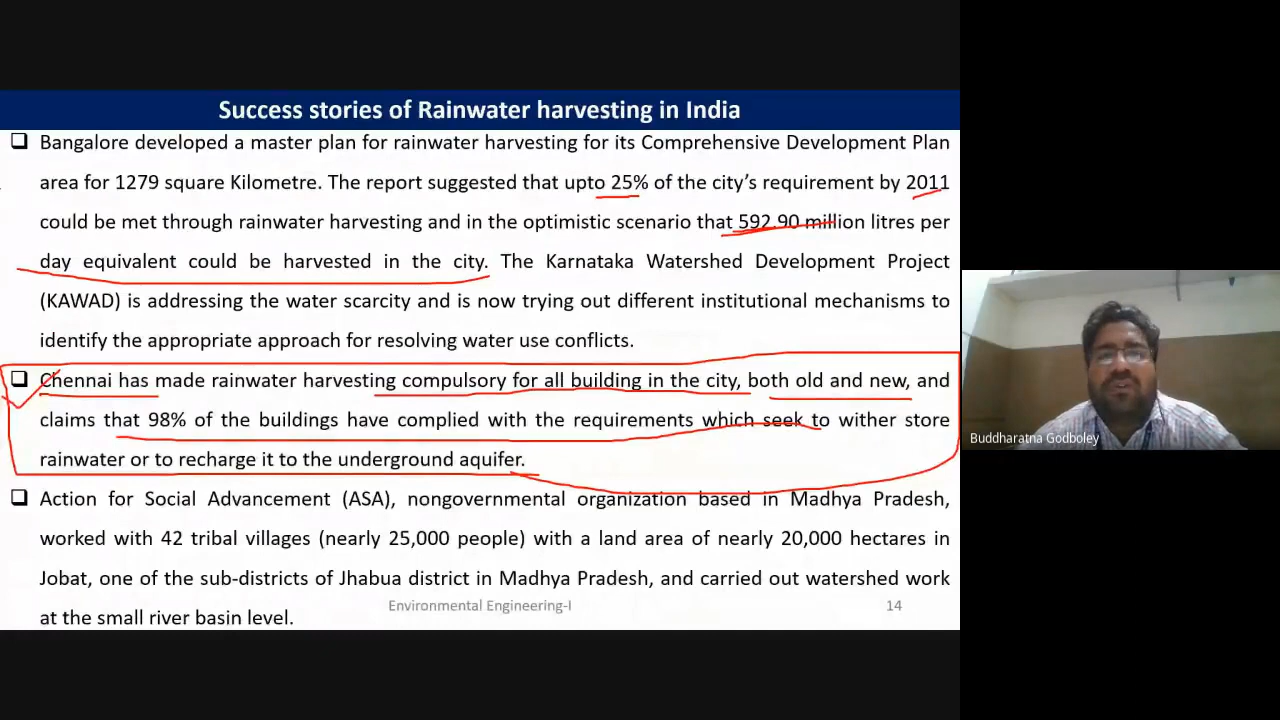 Success stories of Rainwater harvesting in India
❑ Bangalore developed a master plan for rainwater harvesting for its Comprehensive Development Plan
area for 1279 square Kilometre. The report suggested that upto 25% of the city's requirement by 2011
could be met through rainwater harvesting and in the optimistic scenario that 592.90 million litres per
day equivalent could be harvested in the city. The Karnataka Watershed Development Project
(KAWAD) is addressing the water scarcity and is now trying out different institutional mechanisms to
identify the appropriate approach for resolving water use conflicts.
❑ Chennai has made rainwater harvesting compulsory for all building in the city, both old and new, and
claims that 98% of the buildings have complied with the requirements which seek to wither store
rainwater or to recharge it to the underground aquifer.
❑ Action for Social Advancement (ASA), nongovernmental organization based in Madhya Pradesh,
worked with 42 tribal villages (nearly 25,000 people) with a land area of nearly 20,000 hectares in
Jobat, one of the sub-districts of Jhabua district in Madhya Pradesh, and carried out watershed work
at the small river basin level.
Environmental Engineering-I
14
Buddharatna Godboley